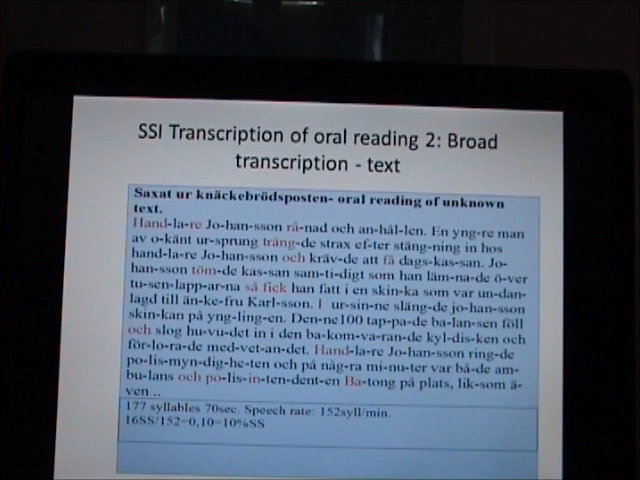 SSI Transcription of oral reading 2: Broad
transcription - text
Saxat ur knäckebrödsposten- oral reading of unknown
text.
Hand-la-re Jo-han-sson rå-nad och an-hål-len. En yng-re man
av o-känt ur-sprung träng-de strax ef-ter stäng-ning in hos
hand-la-re Jo-han-sson och kräv-de att få dags-kas-san. Jo-
han-sson töm-de kas-san sam-ti-digt som han läm-na-de ö-ver
tu-sen-lapp-ar-na så fick han fatt i en skin-ka som var un-dan-
lagd till än-ke-fru Karl-sson. I ur-sin-ne släng-de jo-han-sson
skin-kan på yng-ling-en. Den-ne100 tap-pa-de ba-lan-sen föll
och slog hu-vu-det in i den ba-kom-va-ran-de kyl-dis-ken och
för-lo-ra-de med-vet-an-det. Hand-la-re Jo-han-sson ring-de
po-lis-myn-dig-he-ten och på någ-ra mi-nu-ter var bå-de am-
bu-lans och po-lis-in-ten-dent-en Ba-tong på plats, lik-som ä-
ven ..
177 syllables 70sec. Speech rate: 152syll/min.
16SS/152=0,10=10%SS